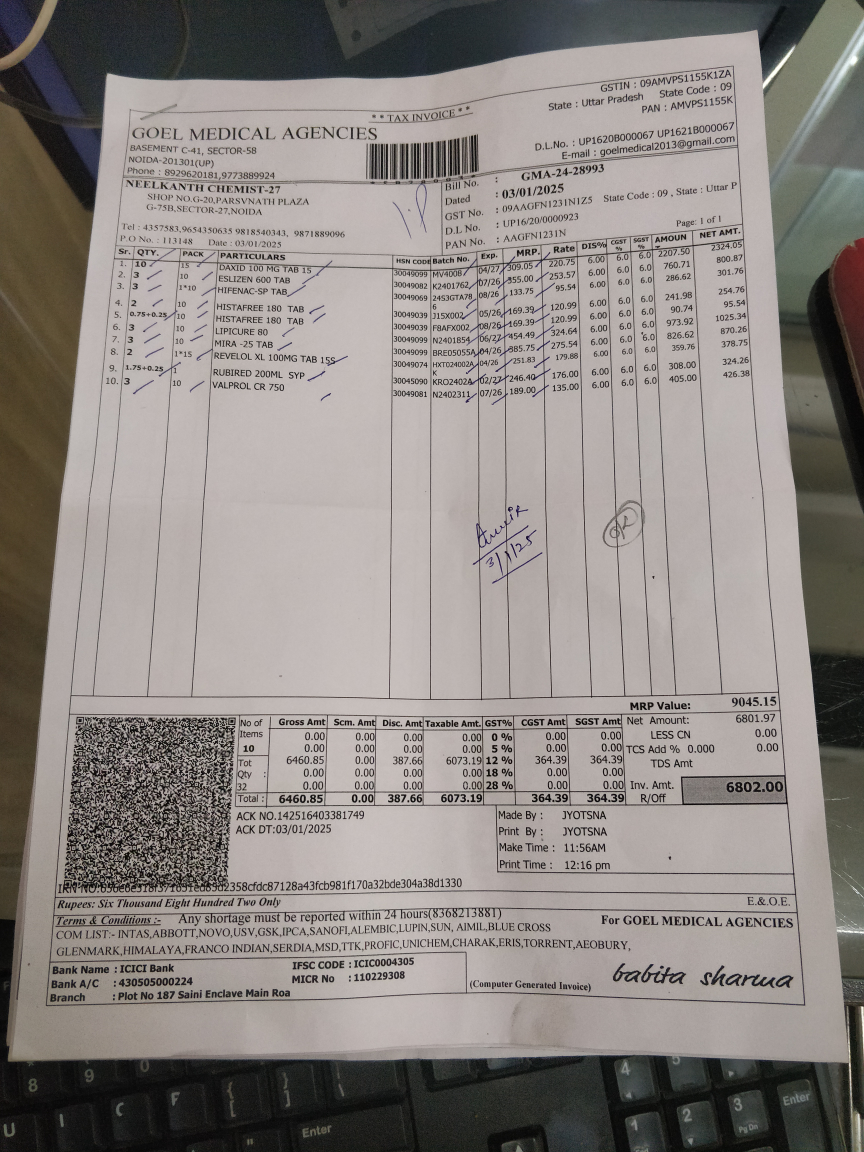 ** TAX INVOICE **
GSTIN : 09AMVPS1155K1ZA
State : Uttar Pradesh State Code : 09
PAN : AMVPS1155K
GOEL MEDICAL AGENCIES
BASEMENT C-41, SECTOR-58
NOIDA-201301(UP)
Phone : 8929620181,9773889924
D.L.No. : UP1620B000067 UP1621B000067
E-mail : goelmedical2013@gmail.com
NEELKANTH CHEMIST-27
SHOP NO.G-20,PARSVNATH PLAZA
G-75B,SECTOR-27,NOIDA
Tel : 4357583,9654350635 9818540343, 9871889096
P.O No. : 113148 Date : 03/01/2025
Bill No. : GMA-24-28993
Dated : 03/01/2025
GST No. : 09AAGFN1231N1Z5 State Code : 09 , State : Uttar P
D.L No. : UP16/20/0000923
PAN No. : AAGFN1231N
Page: 1 of 1
Sr. QTY. PACK PARTICULARS HSN CODE Batch No. Exp. MRP. Rate DIS% CGST % SGST % AMOUN NET AMT.
1. 10 15 DAXID 100 MG TAB 15 30049099 MV4008 04/27 309.05 220.75 6.00 6.0 6.0 2207.50 2324.05
2. 3 10 ESLIZEN 600 TAB 30049082 K2401762 07/26 355.00 253.57 6.00 6.0 6.0 760.71 800.87
3. 3 1*10 HIFENAC-SP TAB 30049069 24S3GTA78 6 08/26 133.75 95.54 6.00 6.0 6.0 286.62 301.76
4. 2 10 HISTAFREE 180 TAB 30049039 J15X002 05/26 169.39 120.99 6.00 6.0 6.0 241.98 254.76
5. 0.75+0.25 10 HISTAFREE 180 TAB 30049039 F8AFX002 08/26 169.39 120.99 6.00 6.0 6.0 90.74 95.54
6. 3 10 LIPICURE 80 30049099 N2401854 06/27 454.49 324.64 6.00 6.0 6.0 973.92 1025.34
7. 3 10 MIRA -25 TAB 30049099 BRE05055A 04/26 385.75 275.54 6.00 6.0 6.0 826.62 870.26
8. 2 1*15 REVELOL XL 100MG TAB 15S 30049074 HXT024002A K 04/26 251.83 179.88 6.00 6.0 6.0 359.76 378.75
9. 1.75+0.25 1 RUBIRED 200ML SYP 30045090 KRO2402A 02/27 246.40 176.00 6.00 6.0 6.0 308.00 324.26
10. 3 10 VALPROL CR 750 30049081 N2402311 07/26 189.00 135.00 6.00 6.0 6.0 405.00 426.38
3/1/25
OK
MRP Value: 9045.15
No of Items 10 Tot Qty : 32
Gross Amt Scm. Amt Disc. Amt Taxable Amt. GST% CGST Amt SGST Amt
0.00 0.00 0.00 0.00 0 % 0.00 0.00
0.00 0.00 0.00 0.00 5 % 0.00 0.00
6460.85 0.00 387.66 6073.19 12 % 364.39 364.39
0.00 0.00 0.00 0.00 18 % 0.00 0.00
0.00 0.00 0.00 0.00 28 % 0.00 0.00
Total : 6460.85 0.00 387.66 6073.19 364.39 364.39
Net Amount: 6801.97
LESS CN 0.00
TCS Add % 0.000 0.00
TDS Amt
Inv. Amt. 6802.00
R/Off
ACK NO.142516403381749
ACK DT:03/01/2025
Made By : JYOTSNA
Print By : JYOTSNA
Make Time : 11:56AM
Print Time : 12:16 pm
Rupees: Six Thousand Eight Hundred Two Only E.&O.E.
Terms & Conditions :- Any shortage must be reported within 24 hours(8368213881)
COM LIST:- INTAS,ABBOTT,NOVO,USV,GSK,IPCA,SANOFI,ALEMBIC,LUPIN,SUN, AIMIL,BLUE CROSS
GLENMARK,HIMALAYA,FRANCO INDIAN,SERDIA,MSD,TTK,PROFIC,UNICHEM,CHARAK,ERIS,TORRENT,AEOBURY,
For GOEL MEDICAL AGENCIES
Bank Name : ICICI Bank IFSC CODE : ICIC0004305
Bank A/C : 430505000224 MICR No : 110229308
Branch : Plot No 187 Saini Enclave Main Roa
(Computer Generated Invoice)
babita sharma
8 9 0
U I C F
Enter
4 5
1 2 3
Pg Dn
Enter